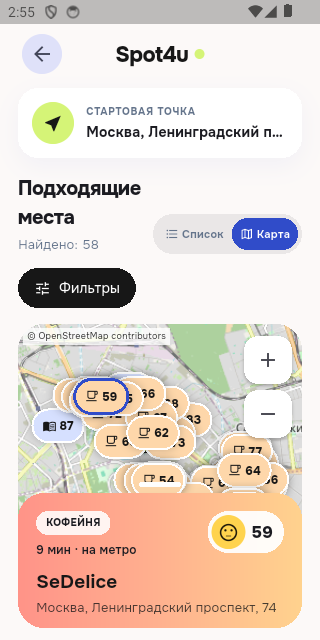 2:55
Spot4u
СТАРТОВАЯ ТОЧКА
Москва, Ленинградский п...
Подходящие
места
Найдено: 58
Список
Карта
Фильтры
© OpenStreetMap contributors
+
59
66
87
62
77
64
54
−
КОФЕЙНЯ
59
9 мин · на метро
SeDelice
Москва, Ленинградский проспект, 74